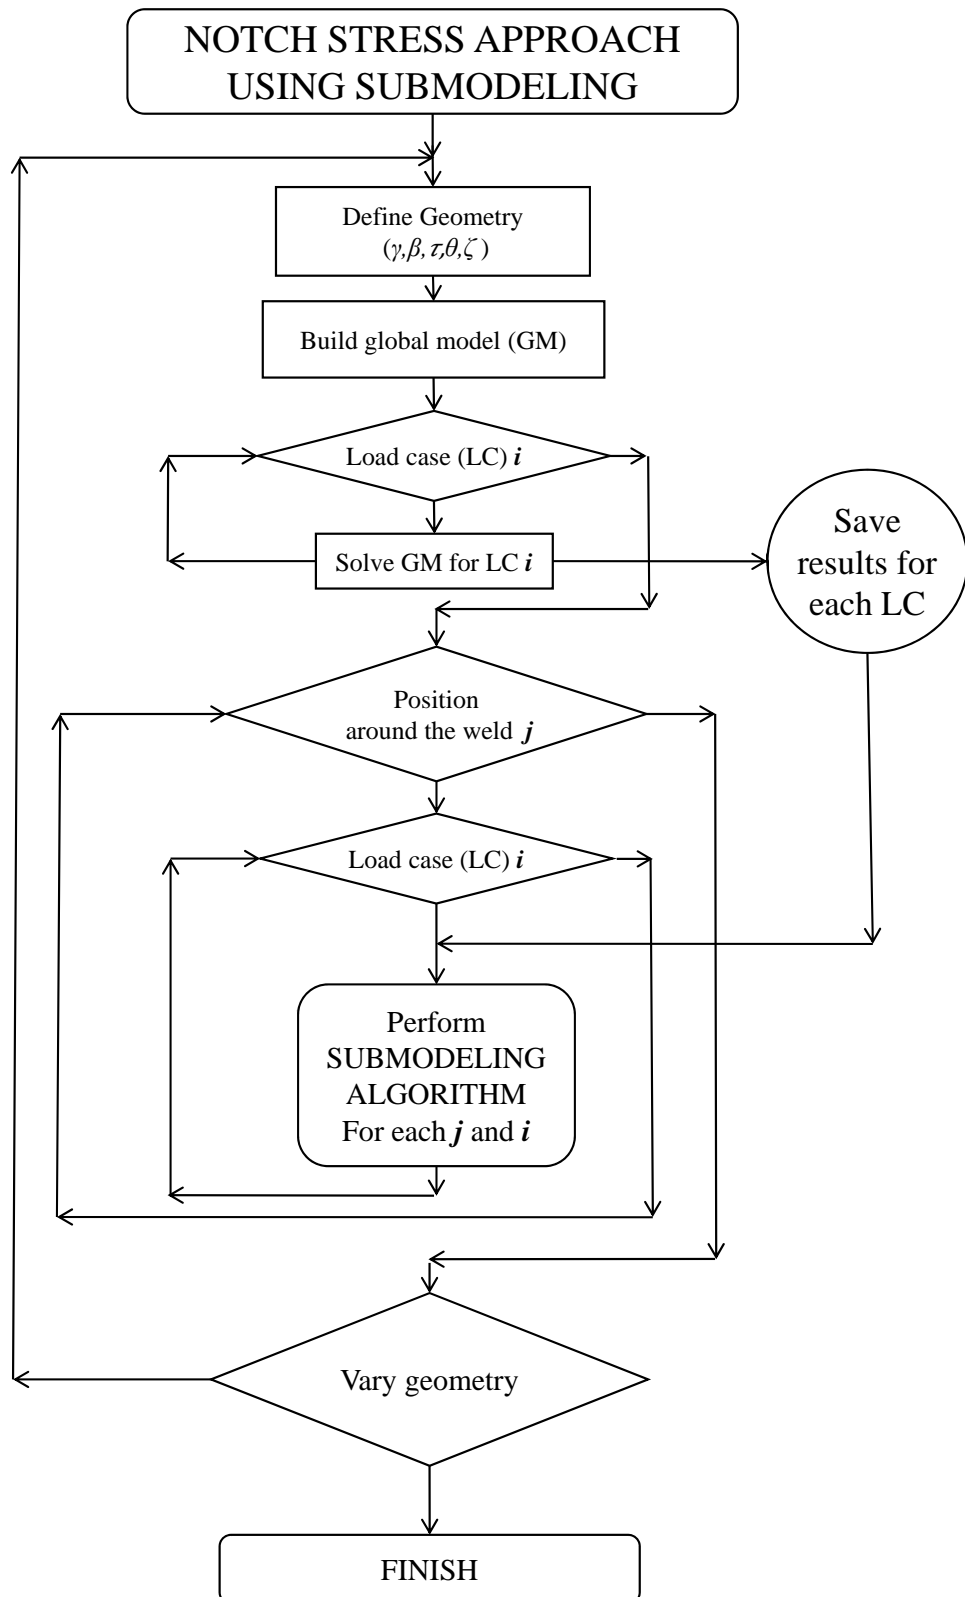 NOTCH STRESS APPROACH
USING SUBMODELING
Define Geometry
(γ,β,τ,θ,ζ )
Build global model (GM)
Load case (LC) i
Solve GM for LC i
Save
results for
each LC
Position
around the weld j
Load case (LC) i
Perform
SUBMODELING
ALGORITHM
For each j and i
Vary geometry
FINISH